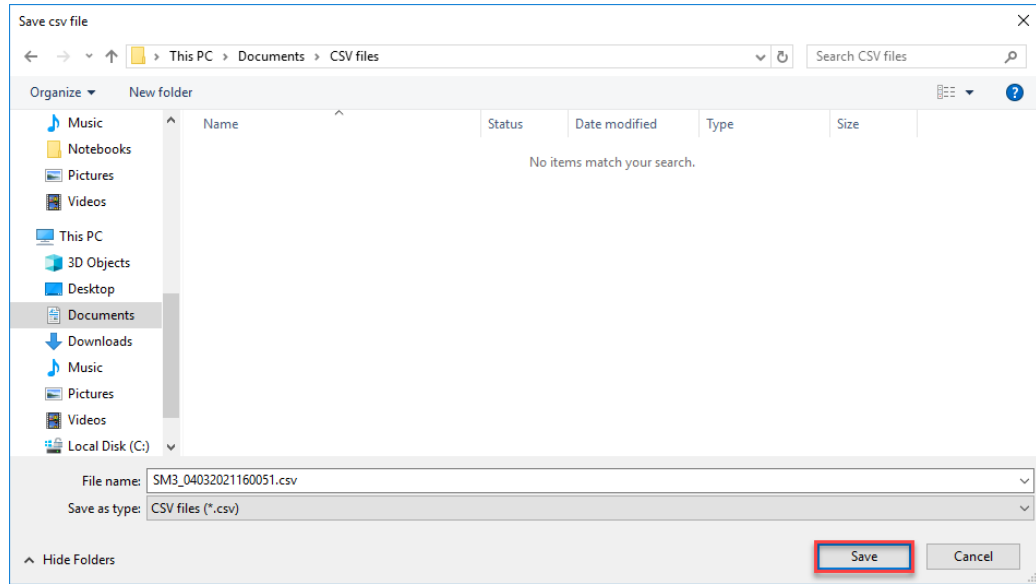 Save csv file
This PC > Documents > CSV files
Search CSV files
Organize
New folder
Name
Status
Date modified
Type
Size
No items match your search.
Music
Notebooks
Pictures
Videos
This PC
3D Objects
Desktop
Documents
Downloads
Music
Pictures
Videos
Local Disk (C:)
File name: SM3_04032021160051.csv
Save as type: CSV files (*.csv)
Hide Folders
Save
Cancel